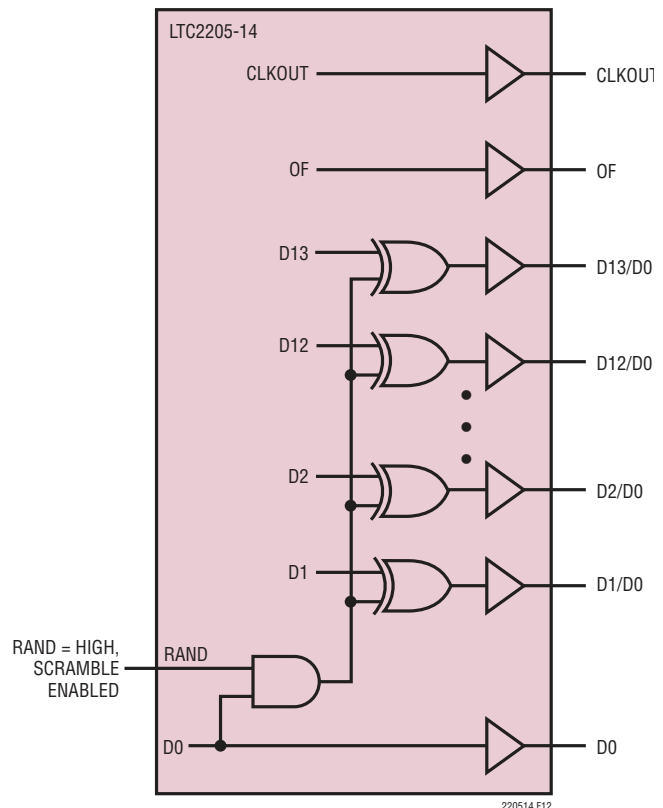 LTC2205-14
CLKOUT
CLKOUT
OF
OF
D13
D13/D0
D12
D12/D0
D2
D2/D0
D1
D1/D0
RAND = HIGH,
SCRAMBLE
ENABLED
RAND
D0
D0
220514 F12